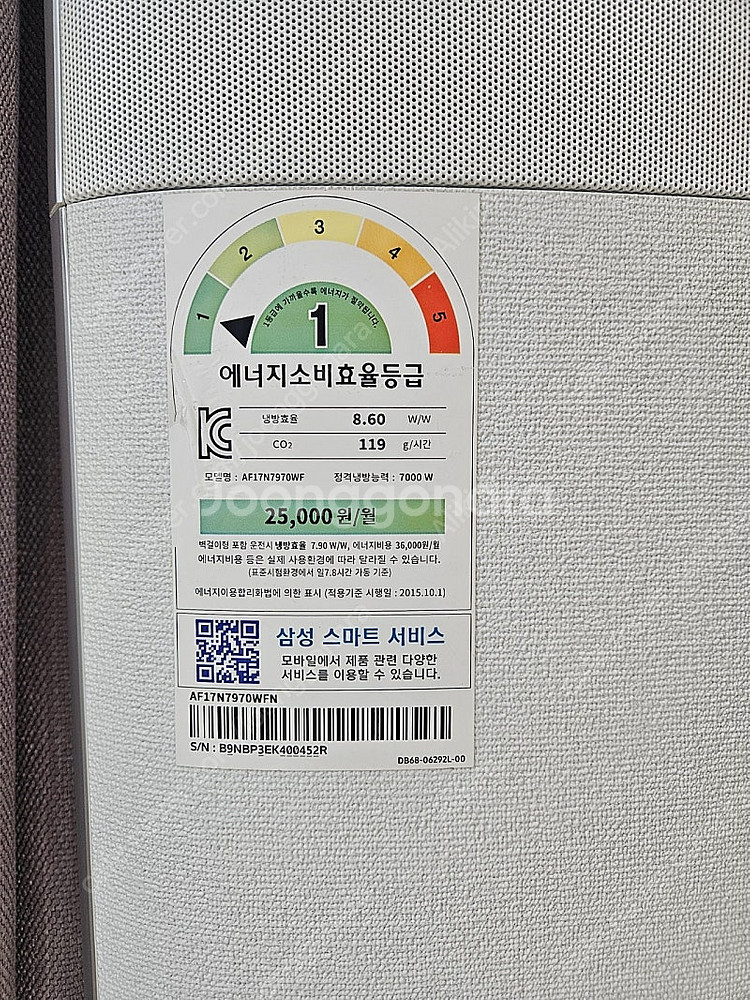 1 2 3 4 5
1등급에 가까울수록 에너지가 절약됩니다.
1
에너지소비효율등급
냉방효율 8.60 W/W
CO₂ 119 g/시간
모델명 : AF17N7970WF 정격냉방능력 : 7000 W
25,000원/월
벽걸이형 포함 운전시 냉방효율 7.90 W/W, 에너지비용 36,000원/월
에너지비용 등은 실제 사용환경에 따라 달라질 수 있습니다.
(표준시험환경에서 일7.8시간 가동 기준)
에너지이용합리화법에 의한 표시 (적용기준 시행일 : 2015.10.1)
삼성 스마트 서비스
모바일에서 제품 관련 다양한
서비스를 이용할 수 있습니다.
AF17N7970WFN
S/N : B9NBP3EK400452R
DB68-06292L-00
Joonggonara